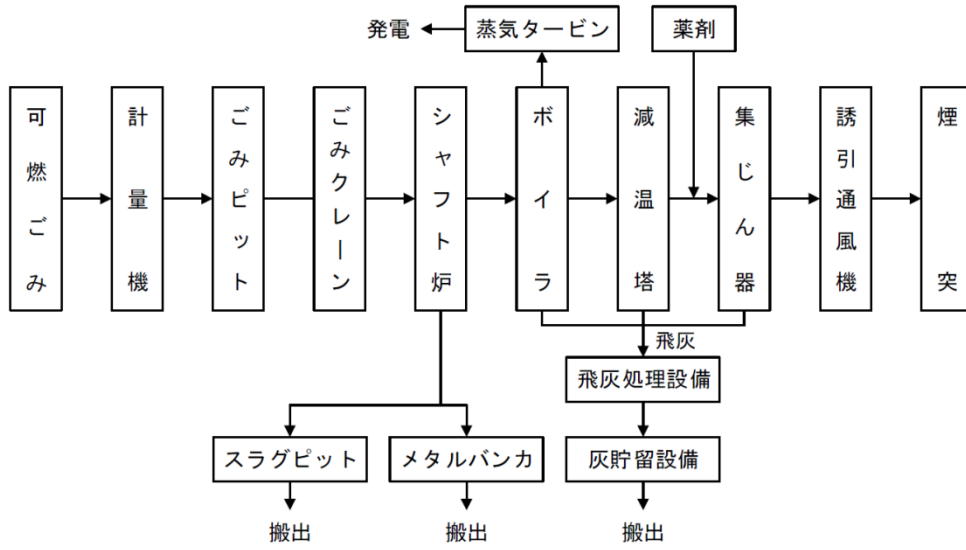 発電
蒸気タービン
薬剤
可燃ごみ
計量機
ごみピット
ごみクレーン
シャフト炉
ボイラ
減温塔
集じん器
誘引通風機
煙突
飛灰
飛灰処理設備
スラグピット
メタルバンカ
灰貯留設備
搬出
搬出
搬出